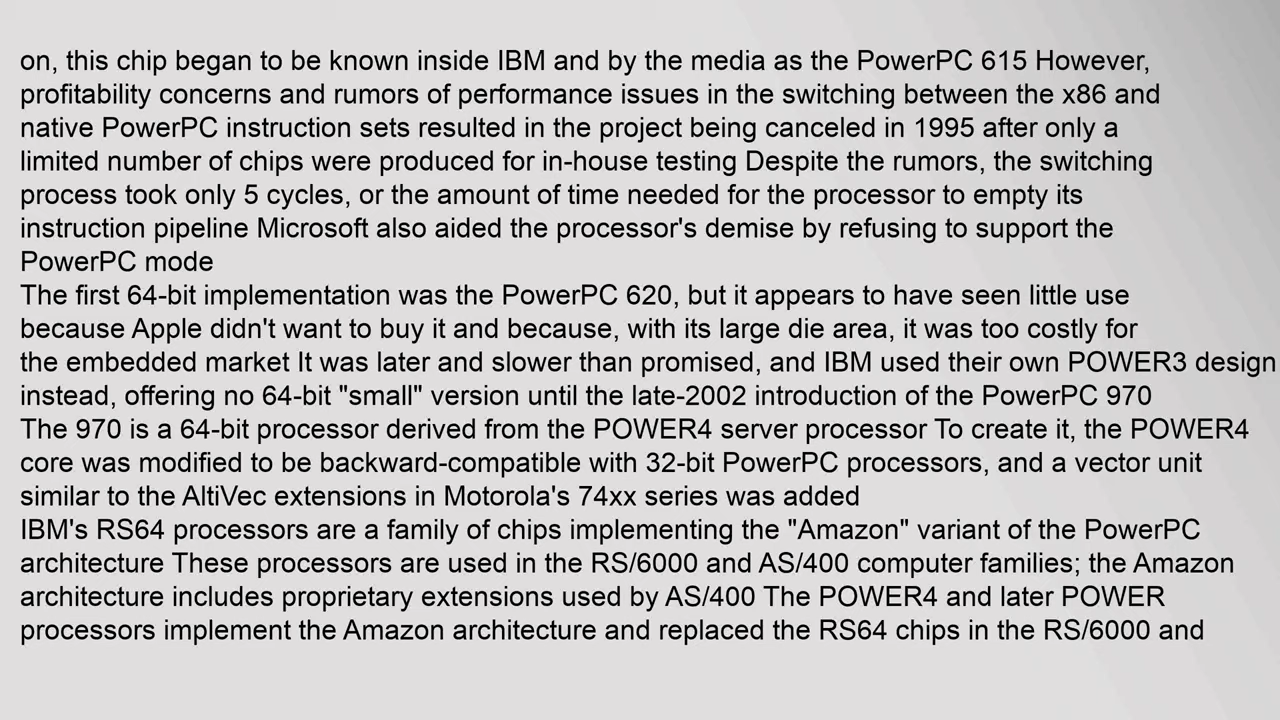 on, this chip began to be known inside IBM and by the media as the PowerPC 615 However,
profitability concerns and rumors of performance issues in the switching between the x86 and
native PowerPC instruction sets resulted in the project being canceled in 1995 after only a
limited number of chips were produced for in-house testing Despite the rumors, the switching
process took only 5 cycles, or the amount of time needed for the processor to empty its
instruction pipeline Microsoft also aided the processor's demise by refusing to support the
PowerPC mode
The first 64-bit implementation was the PowerPC 620, but it appears to have seen little use
because Apple didn't want to buy it and because, with its large die area, it was too costly for
the embedded market It was later and slower than promised, and IBM used their own POWER3 design
instead, offering no 64-bit "small" version until the late-2002 introduction of the PowerPC 970
The 970 is a 64-bit processor derived from the POWER4 server processor To create it, the POWER4
core was modified to be backward-compatible with 32-bit PowerPC processors, and a vector unit
similar to the AltiVec extensions in Motorola's 74xx series was added
IBM's RS64 processors are a family of chips implementing the "Amazon" variant of the PowerPC
architecture These processors are used in the RS/6000 and AS/400 computer families; the Amazon
architecture includes proprietary extensions used by AS/400 The POWER4 and later POWER
processors implement the Amazon architecture and replaced the RS64 chips in the RS/6000 and